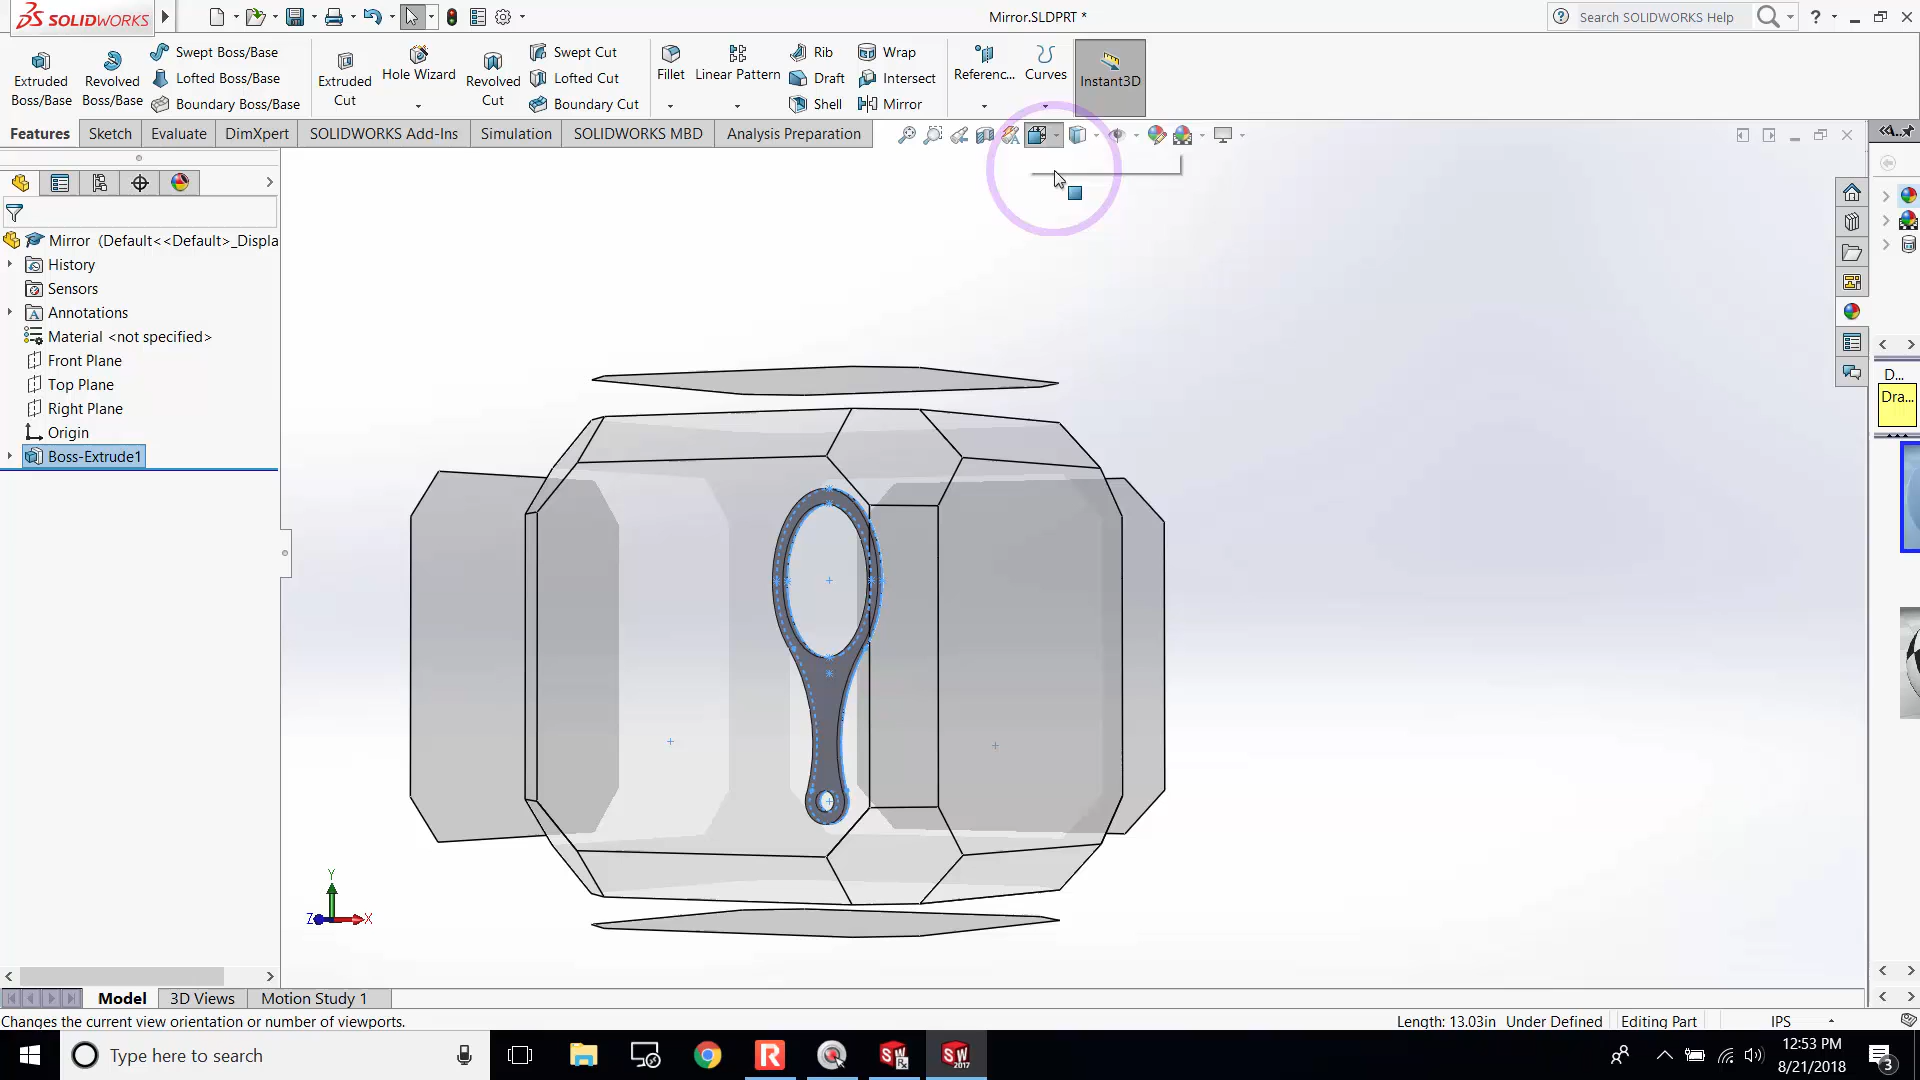 SOLIDWORKS
Mirror.SLDPRT *
Search SOLIDWORKS Help
Extruded Boss/Base
Revolved Boss/Base
Swept Boss/Base
Lofted Boss/Base
Boundary Boss/Base
Extruded Cut
Hole Wizard
Revolved Cut
Swept Cut
Lofted Cut
Boundary Cut
Fillet
Linear Pattern
Rib
Draft
Shell
Wrap
Intersect
Mirror
Referenc...
Curves
Instant3D
Features
Sketch
Evaluate
DimXpert
SOLIDWORKS Add-Ins
Simulation
SOLIDWORKS MBD
Analysis Preparation
Mirror (Default<<Default>_Displa
History
Sensors
Annotations
Material <not specified>
Front Plane
Top Plane
Right Plane
Origin
Boss-Extrude1
D...
Dra...
Y
Z
X
Model
3D Views
Motion Study 1
Changes the current view orientation or number of viewports.
Length: 13.03in
Under Defined
Editing Part
IPS
Type here to search
R
SW
SW
2017
12:53 PM
8/21/2018
3